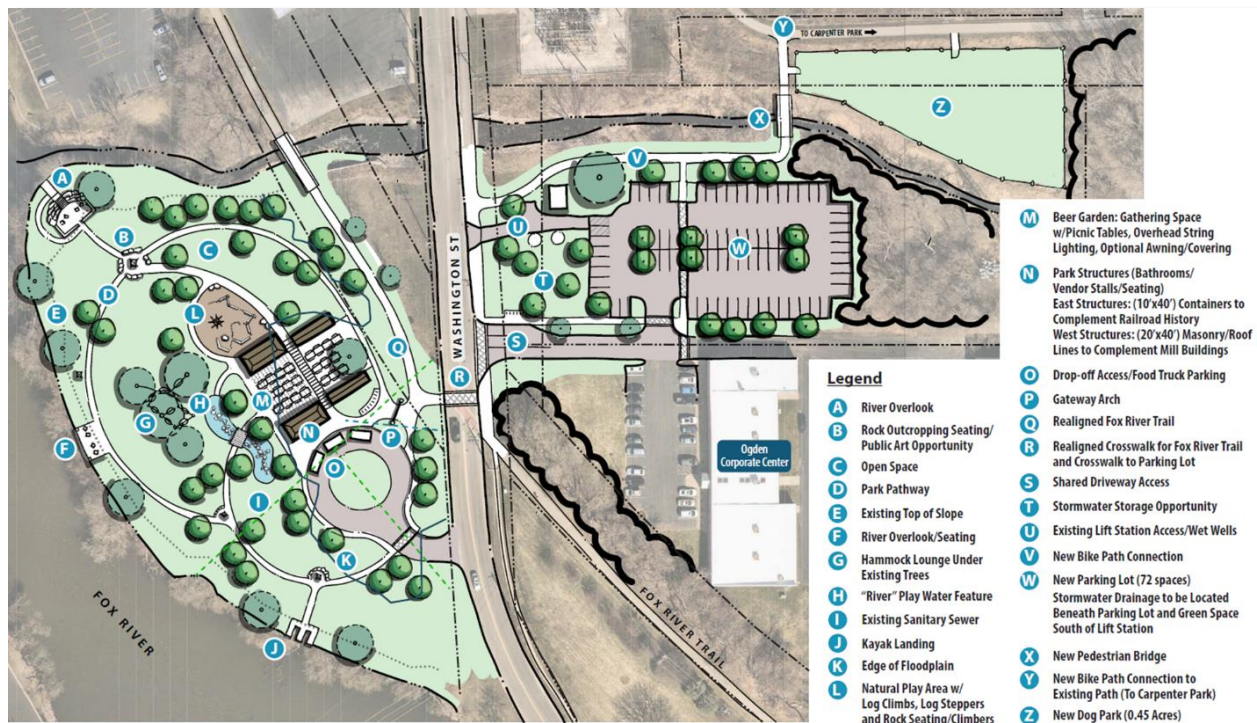 Y
TO CARPENTER PARK
Z
X
A
V
B
C
U
W
D
T
E
L
WASHINGTON ST
Q
S
R
H
M
G
N
P
F
O
I
K
J
FOX RIVER
FOX RIVER TRAIL
Ogden
Corporate Center
Legend
A River Overlook
B Rock Outcropping Seating/
Public Art Opportunity
C Open Space
D Park Pathway
E Existing Top of Slope
F River Overlook/Seating
G Hammock Lounge Under
Existing Trees
H "River" Play Water Feature
I Existing Sanitary Sewer
J Kayak Landing
K Edge of Floodplain
L Natural Play Area w/
Log Climbs, Log Steppers
and Rock Seating/Climbers
M Beer Garden: Gathering Space
w/Picnic Tables, Overhead String
Lighting, Optional Awning/Covering
N Park Structures (Bathrooms/
Vendor Stalls/Seating)
East Structures: (10'x40') Containers to
Complement Railroad History
West Structures: (20'x40') Masonry/Roof
Lines to Complement Mill Buildings
O Drop-off Access/Food Truck Parking
P Gateway Arch
Q Realigned Fox River Trail
R Realigned Crosswalk for Fox River Trail
and Crosswalk to Parking Lot
S Shared Driveway Access
T Stormwater Storage Opportunity
U Existing Lift Station Access/Wet Wells
V New Bike Path Connection
W New Parking Lot (72 spaces)
Stormwater Drainage to be Located
Beneath Parking Lot and Green Space
South of Lift Station
X New Pedestrian Bridge
Y New Bike Path Connection to
Existing Path (To Carpenter Park)
Z New Dog Park (0.45 Acres)